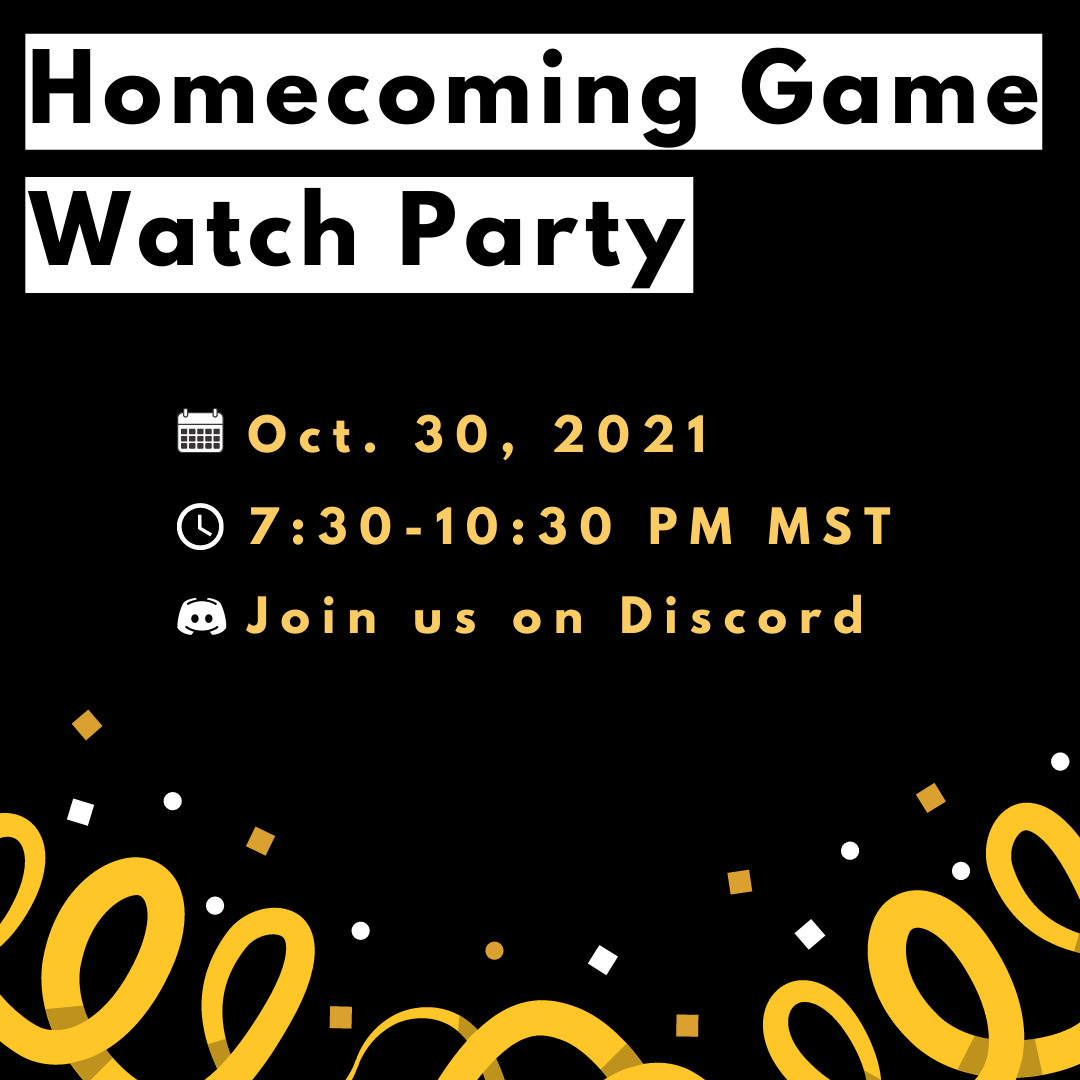 Homecoming Game
Watch Party
Oct. 30, 2021
7:30-10:30 PM MST
Join us on Discord